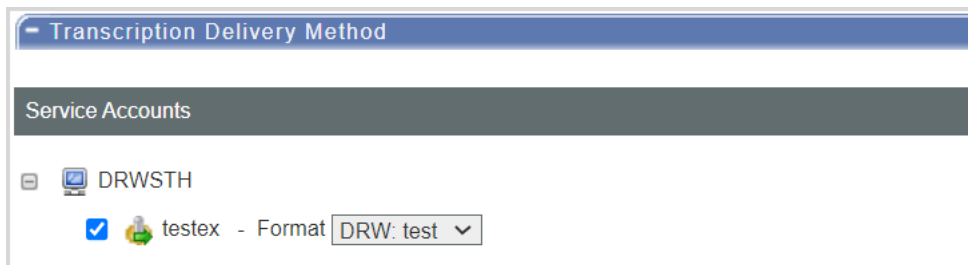 Transcription Delivery Method
Service Accounts
DRWSTH
testex - Format DRW: test